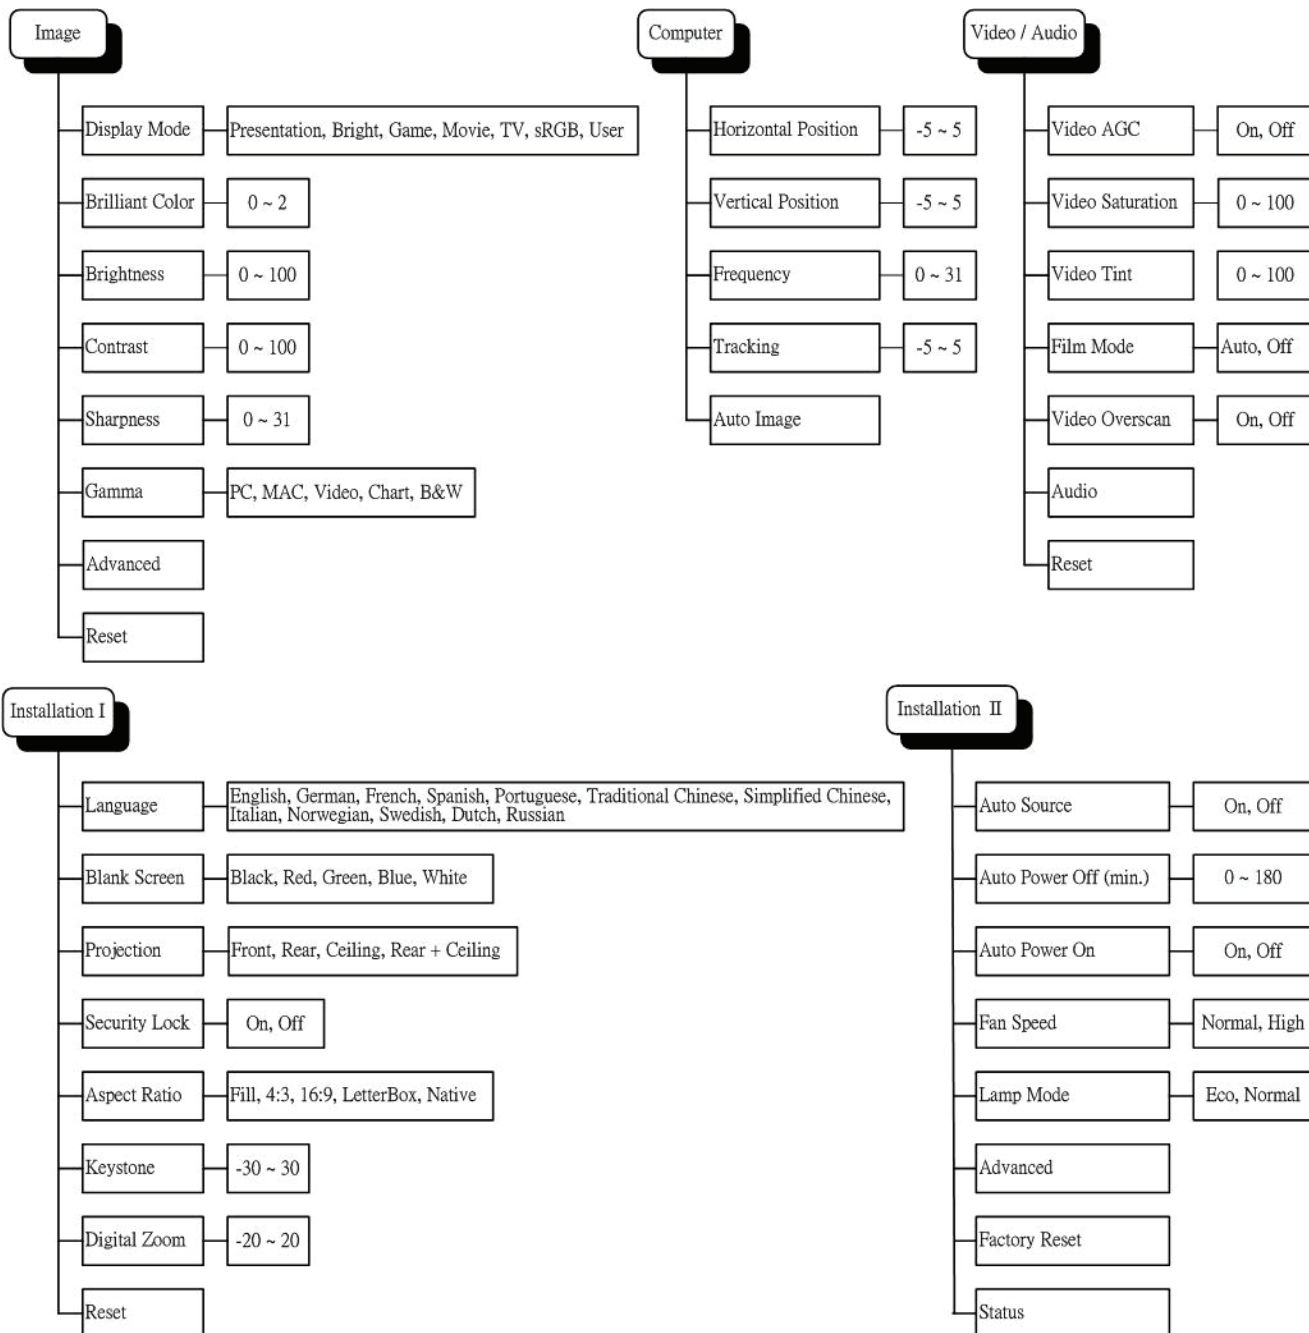 Image
Display Mode
Presentation, Bright, Game, Movie, TV, sRGB, User
Brilliant Color
0 ~ 2
Brightness
0 ~ 100
Contrast
0 ~ 100
Sharpness
0 ~ 31
Gamma
PC, MAC, Video, Chart, B&W
Advanced
Reset
Computer
Horizontal Position
-5 ~ 5
Vertical Position
-5 ~ 5
Frequency
0 ~ 31
Tracking
-5 ~ 5
Auto Image
Video / Audio
Video AGC
On, Off
Video Saturation
0 ~ 100
Video Tint
0 ~ 100
Film Mode
Auto, Off
Video Overscan
On, Off
Audio
Reset
Installation I
Language
English, German, French, Spanish, Portuguese, Traditional Chinese, Simplified Chinese,
Italian, Norwegian, Swedish, Dutch, Russian
Blank Screen
Black, Red, Green, Blue, White
Projection
Front, Rear, Ceiling, Rear + Ceiling
Security Lock
On, Off
Aspect Ratio
Fill, 4:3, 16:9, LetterBox, Native
Keystone
-30 ~ 30
Digital Zoom
-20 ~ 20
Reset
Installation II
Auto Source
On, Off
Auto Power Off (min.)
0 ~ 180
Auto Power On
On, Off
Fan Speed
Normal, High
Lamp Mode
Eco, Normal
Advanced
Factory Reset
Status